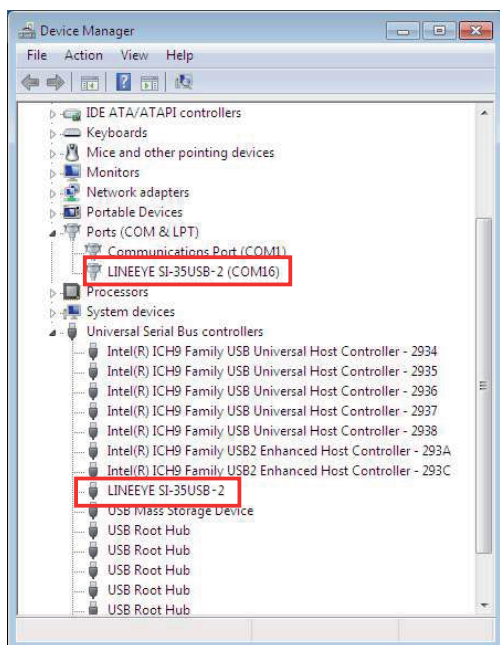 Device Manager
File Action View Help
IDE ATA/ATAPI controllers
Keyboards
Mice and other pointing devices
Monitors
Network adapters
Portable Devices
Ports (COM & LPT)
Communications Port (COM1)
LINEEYE SI-35USB-2 (COM16)
Processors
System devices
Universal Serial Bus controllers
Intel(R) ICH9 Family USB Universal Host Controller - 2934
Intel(R) ICH9 Family USB Universal Host Controller - 2935
Intel(R) ICH9 Family USB Universal Host Controller - 2936
Intel(R) ICH9 Family USB Universal Host Controller - 2937
Intel(R) ICH9 Family USB Universal Host Controller - 2938
Intel(R) ICH9 Family USB2 Enhanced Host Controller - 293A
Intel(R) ICH9 Family USB2 Enhanced Host Controller - 293C
LINEEYE SI-35USB-2
USB Mass Storage Device
USB Root Hub
USB Root Hub
USB Root Hub
USB Root Hub
USB Root Hub